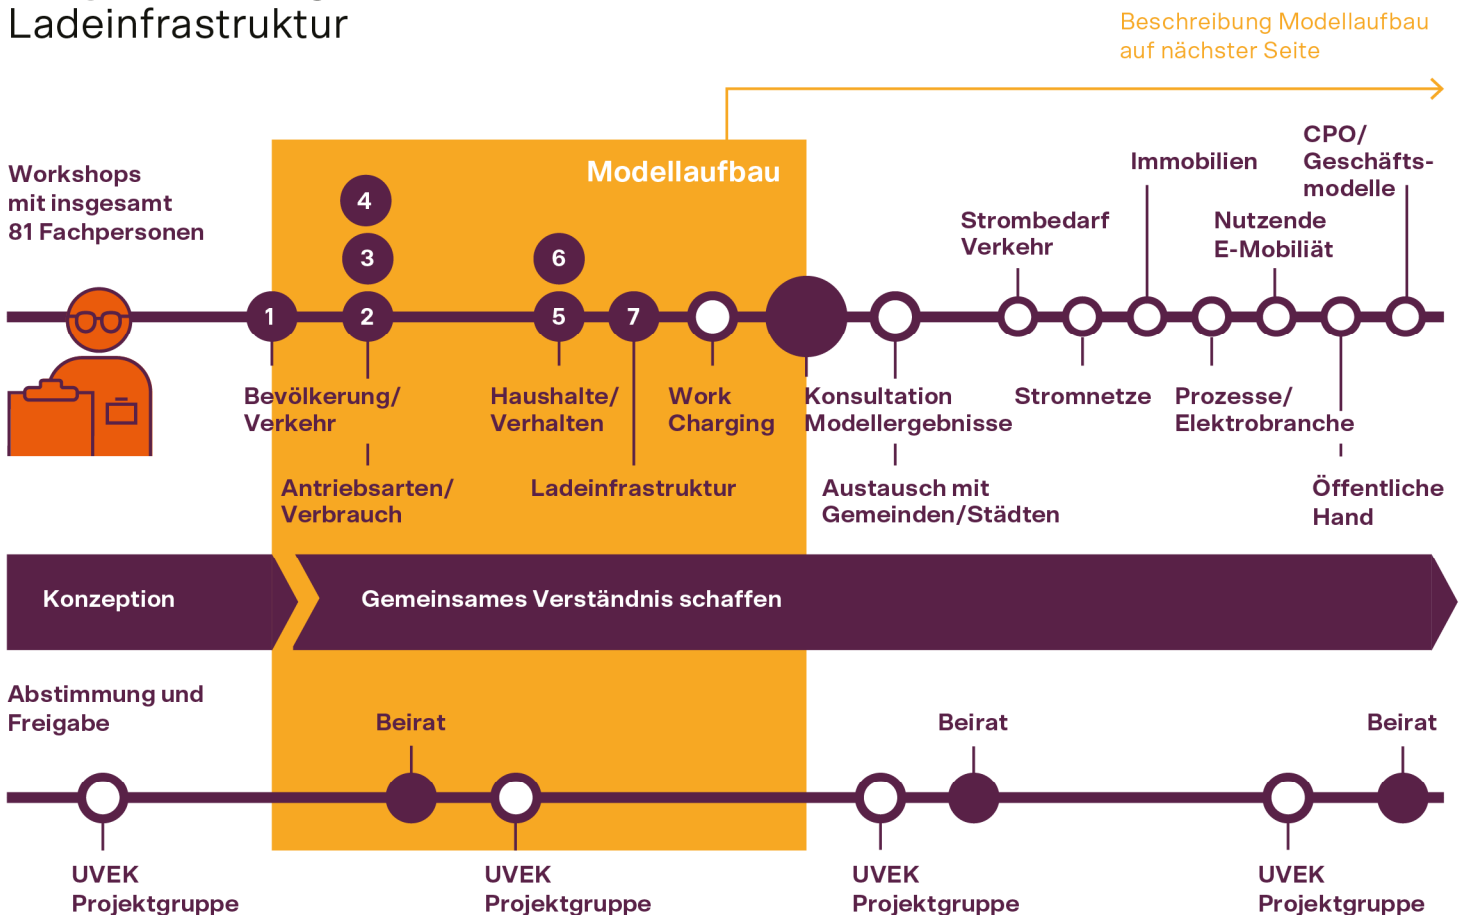 Ladeinfrastruktur
Beschreibung Modellaufbau
auf nächster Seite
Workshops
mit insgesamt
81 Fachpersonen
Modellaufbau
4
3
6
1
2
5
7
Strombedarf
Verkehr
Immobilien
Nutzende
E-Mobiliät
CPO/
Geschäfts-
modelle
Bevölkerung/
Verkehr
Haushalte/
Verhalten
Work
Charging
Konsultation
Modellergebnisse
Stromnetze
Prozesse/
Elektrobranche
Antriebsarten/
Verbrauch
Ladeinfrastruktur
Austausch mit
Gemeinden/Städten
Öffentliche
Hand
Konzeption
Gemeinsames Verständnis schaffen
Abstimmung und
Freigabe
Beirat
Beirat
Beirat
UVEK
Projektgruppe
UVEK
Projektgruppe
UVEK
Projektgruppe
UVEK
Projektgruppe